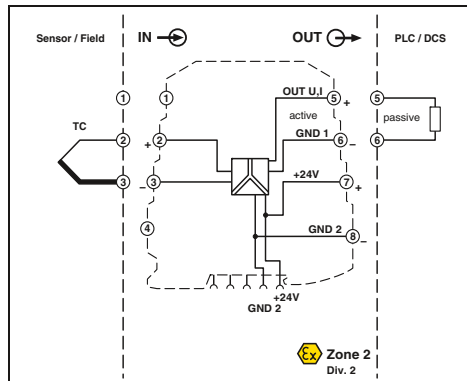 Sensor / Field
IN
OUT
PLC / DCS
1
1
OUT U,I
5
+
5
TC
active
passive
2
+
2
GND 1
6
−
6
3
−
3
+24V
7
+
4
GND 2
8
−
+24V
GND 2
Ex
Zone 2
Div. 2